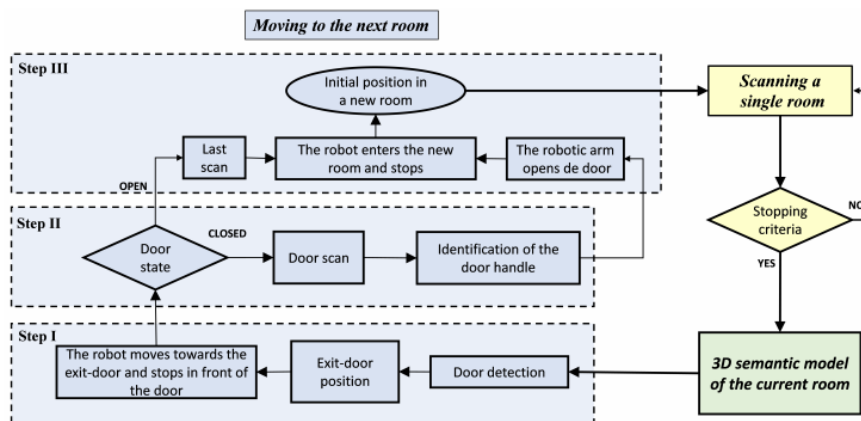 Moving to the next room
Step III
Initial position in
a new room
Scanning a
single room
Last
scan
The robot enters the new
room and stops
The robotic arm
opens de door
OPEN
Step II
Door
state
CLOSED
Door scan
Identification of the
door handle
Stopping
criteria
NO
YES
Step I
The robot moves towards the
exit-door and stops in front of
the door
Exit-door
position
Door detection
3D semantic model
of the current room